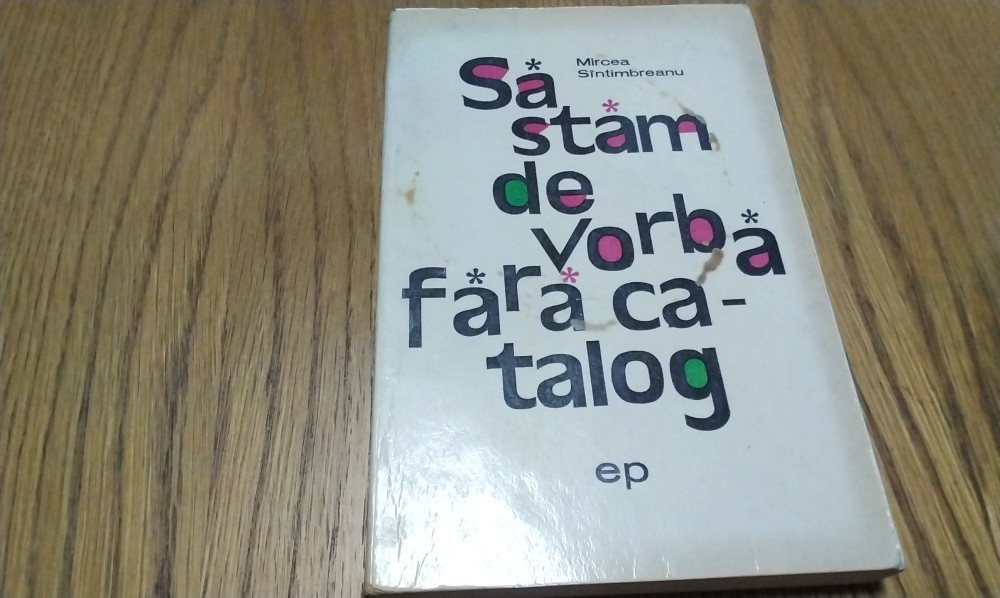 Mircea
Sîntimbreanu
Să
stăm
de
vorbă
fără ca-
talog
ep